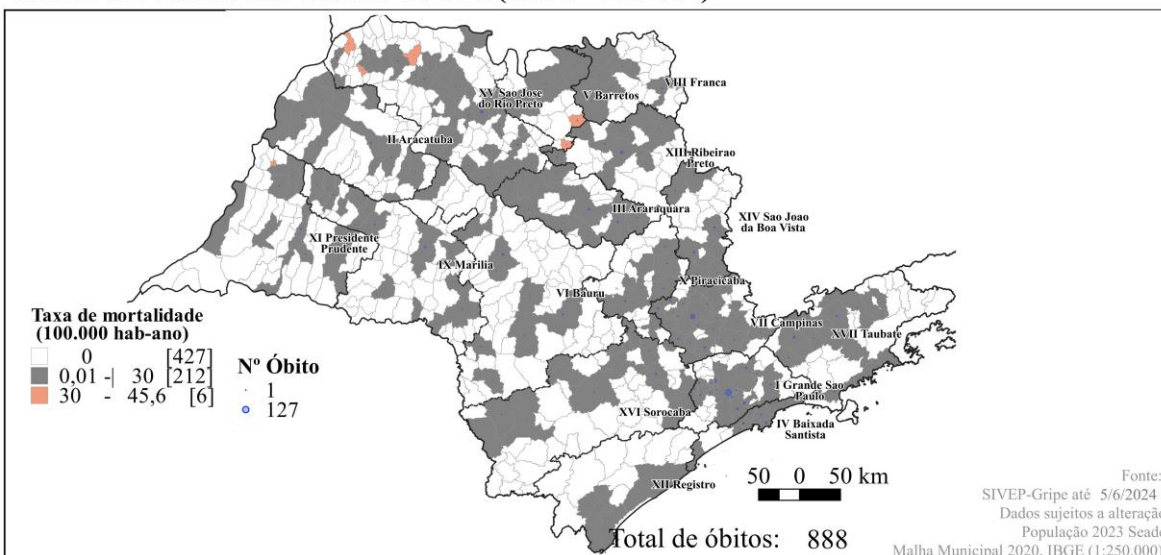 VIII Franca
XV Sao Jose
do Rio Preto
V Barretos
II Aracatuba
XIII Ribeirao
Preto
III Araraquara
XIV Sao Joao
da Boa Vista
XI Presidente
Prudente
IX Marilia
X Piracicaba
VI Bauru
VII Campinas
XVII Taubate
I Grande Sao
Paulo
XVI Sorocaba
IV Baixada
Santista
XII Registro
Taxa de mortalidade
(100.000 hab-ano)
0 [427]
0,01 -| 30 [212]
30 - 45,6 [6]
Nº Óbito
1
127
50 0 50 km
Total de óbitos: 888
Fonte:
SIVEP-Gripe até 5/6/2024
Dados sujeitos a alteração
População 2023 Seade
Malha Municipal 2020, IBGE (1:250.000)